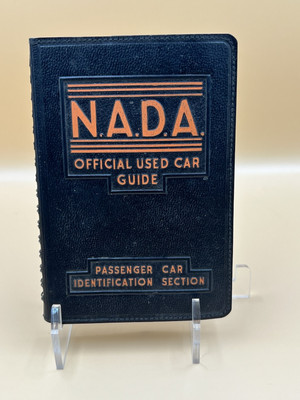 N.A.D.A.
OFFICIAL USED CAR
GUIDE
PASSENGER CAR
IDENTIFICATION SECTION